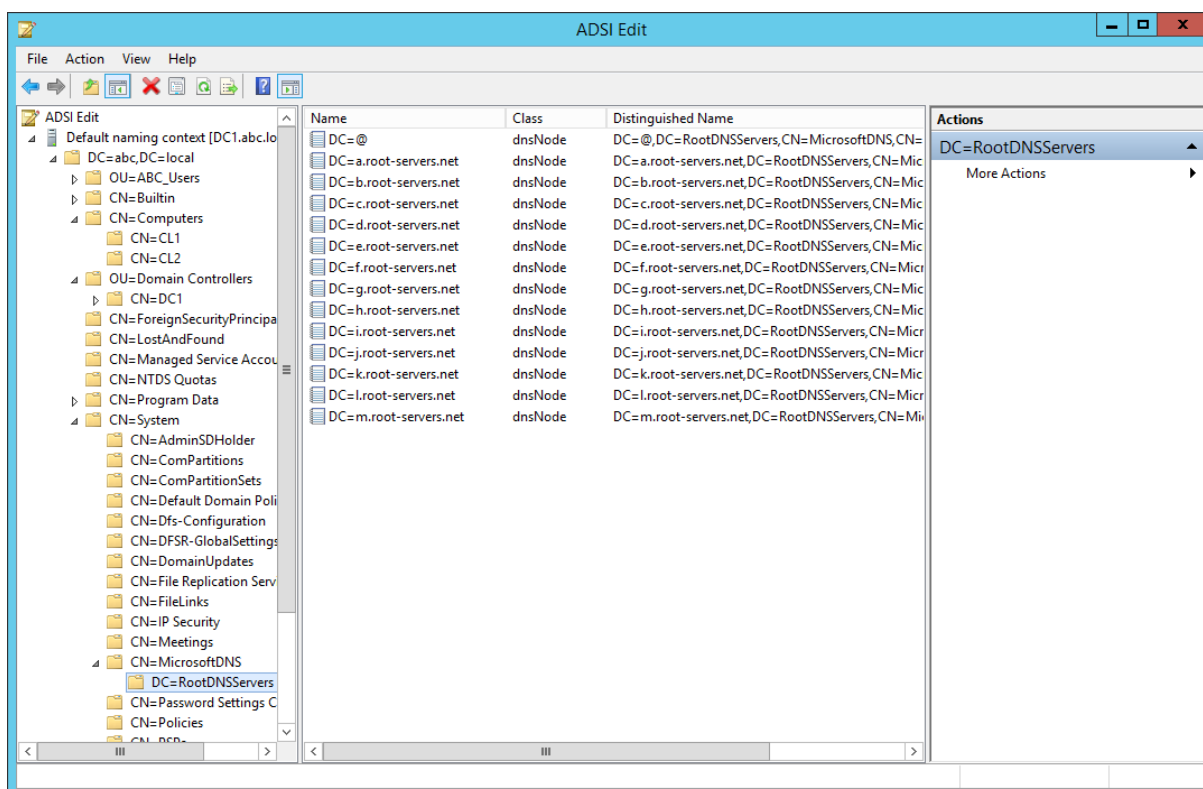 ADSI Edit
File Action View Help
ADSI Edit
Default naming context [DC1.abc.lo
DC=abc,DC=local
OU=ABC_Users
CN=Builtin
CN=Computers
CN=CL1
CN=CL2
OU=Domain Controllers
CN=DC1
CN=ForeignSecurityPrincipa
CN=LostAndFound
CN=Managed Service Accou
CN=NTDS Quotas
CN=Program Data
CN=System
CN=AdminSDHolder
CN=ComPartitions
CN=ComPartitionSets
CN=Default Domain Poli
CN=Dfs-Configuration
CN=DFSR-GlobalSettings
CN=DomainUpdates
CN=File Replication Serv
CN=FileLinks
CN=IP Security
CN=Meetings
CN=MicrosoftDNS
DC=RootDNSServers
CN=Password Settings C
CN=Policies
Name Class Distinguished Name
DC=@ dnsNode DC=@,DC=RootDNSServers,CN=MicrosoftDNS,CN=
DC=a.root-servers.net dnsNode DC=a.root-servers.net,DC=RootDNSServers,CN=Mic
DC=b.root-servers.net dnsNode DC=b.root-servers.net,DC=RootDNSServers,CN=Mic
DC=c.root-servers.net dnsNode DC=c.root-servers.net,DC=RootDNSServers,CN=Mic
DC=d.root-servers.net dnsNode DC=d.root-servers.net,DC=RootDNSServers,CN=Mic
DC=e.root-servers.net dnsNode DC=e.root-servers.net,DC=RootDNSServers,CN=Mic
DC=f.root-servers.net dnsNode DC=f.root-servers.net,DC=RootDNSServers,CN=Micr
DC=g.root-servers.net dnsNode DC=g.root-servers.net,DC=RootDNSServers,CN=Mic
DC=h.root-servers.net dnsNode DC=h.root-servers.net,DC=RootDNSServers,CN=Mic
DC=i.root-servers.net dnsNode DC=i.root-servers.net,DC=RootDNSServers,CN=Micr
DC=j.root-servers.net dnsNode DC=j.root-servers.net,DC=RootDNSServers,CN=Micr
DC=k.root-servers.net dnsNode DC=k.root-servers.net,DC=RootDNSServers,CN=Mic
DC=l.root-servers.net dnsNode DC=l.root-servers.net,DC=RootDNSServers,CN=Micr
DC=m.root-servers.net dnsNode DC=m.root-servers.net,DC=RootDNSServers,CN=Mi
Actions
DC=RootDNSServers
More Actions